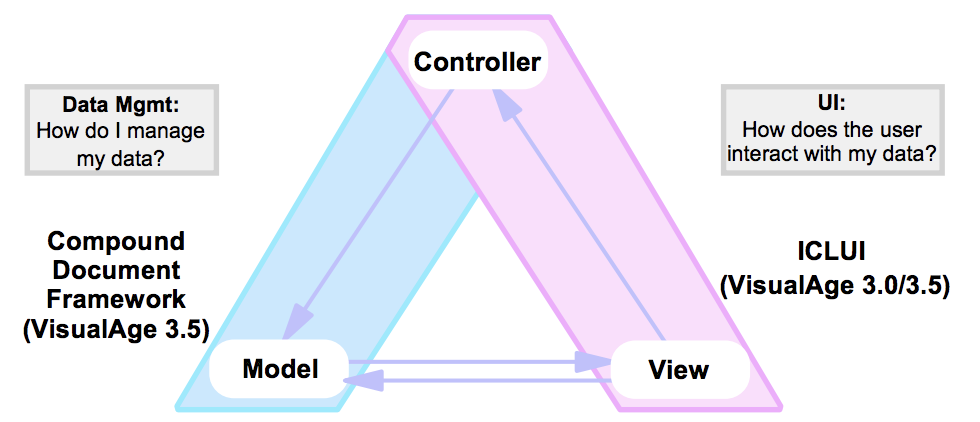 Controller
Data Mgmt:
How do I manage
my data?
UI:
How does the user
interact with my data?
Compound
Document
Framework
(VisualAge 3.5)
ICLUI
(VisualAge 3.0/3.5)
Model
View